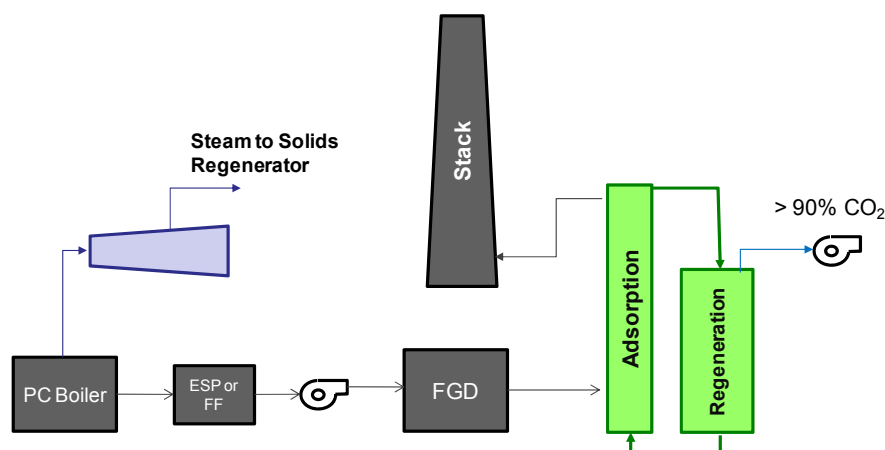 Stack
Steam to Solids
Regenerator
> 90% CO₂
Adsorption
Regeneration
PC Boiler
ESP or
FF
FGD